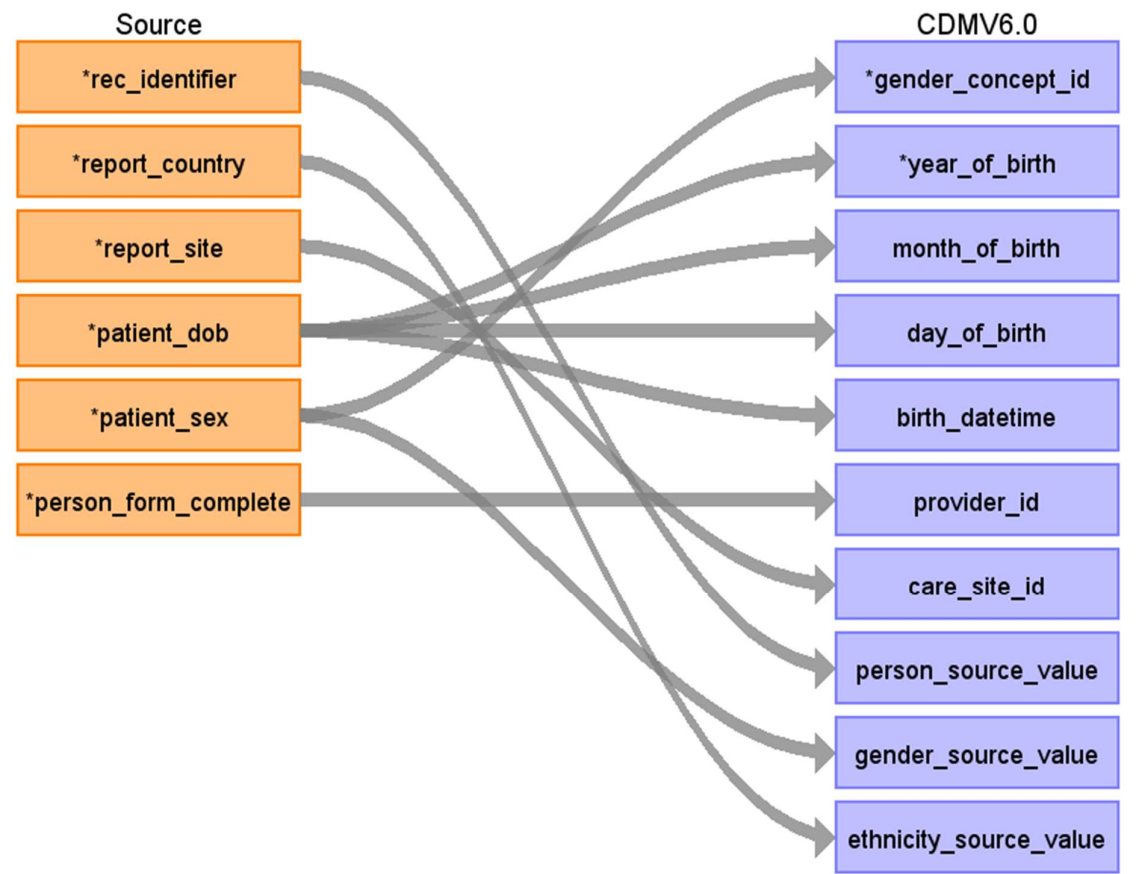 Source
CDMV6.0
*rec_identifier
*gender_concept_id
*report_country
*year_of_birth
*report_site
month_of_birth
*patient_dob
day_of_birth
*patient_sex
birth_datetime
*person_form_complete
provider_id
care_site_id
person_source_value
gender_source_value
ethnicity_source_value